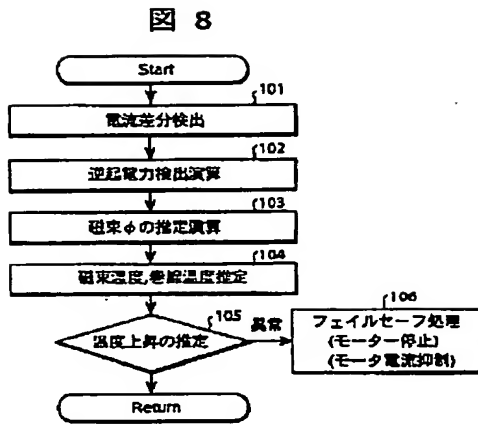 図 8
Start
101
電流差分検出
102
逆起電力検出演算
103
磁束φの推定演算
104
磁束温度,巻線温度推定
105
温度上昇の推定
異常
106
フェイルセーフ処理
(モーター停止)
(モータ電流抑制)
Return